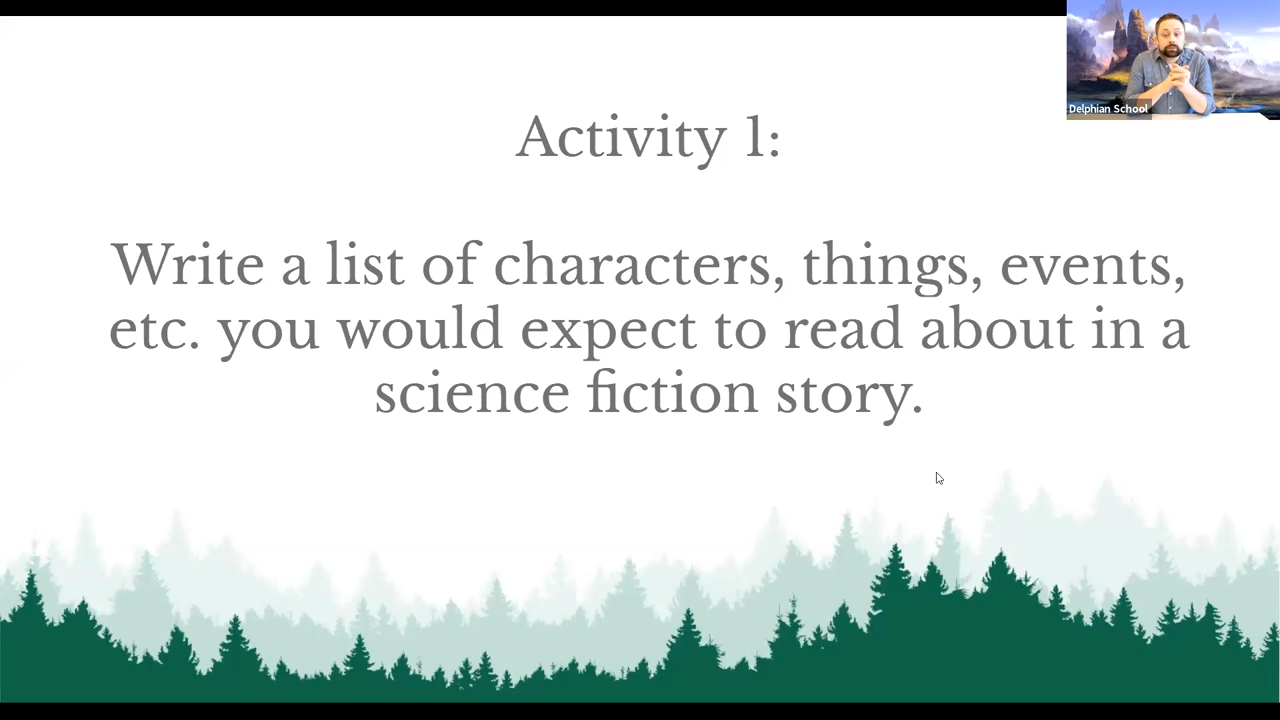 Delphian School
Activity 1:
Write a list of characters, things, events,
etc. you would expect to read about in a
science fiction story.